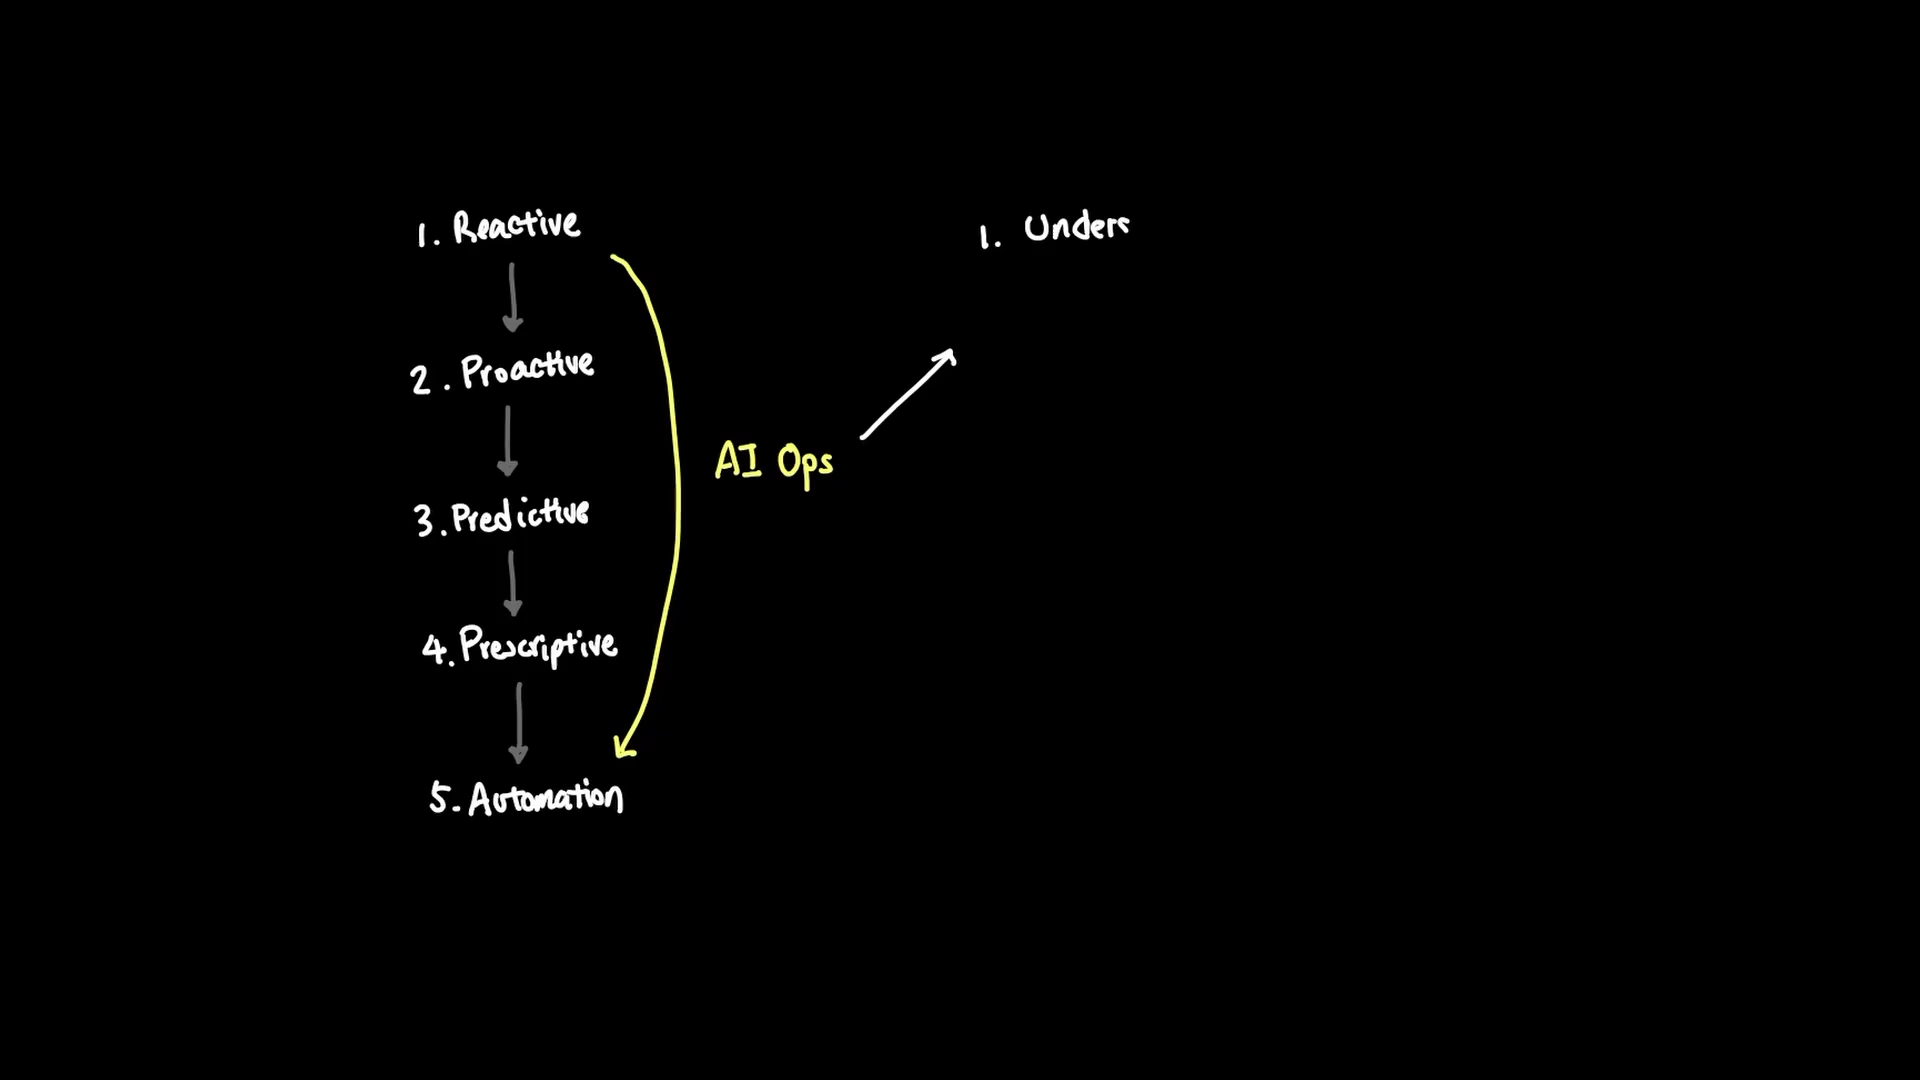 1. Reactive
2. Proactive
3. Predictive
4. Prescriptive
5. Automation
AI Ops
1. Unders